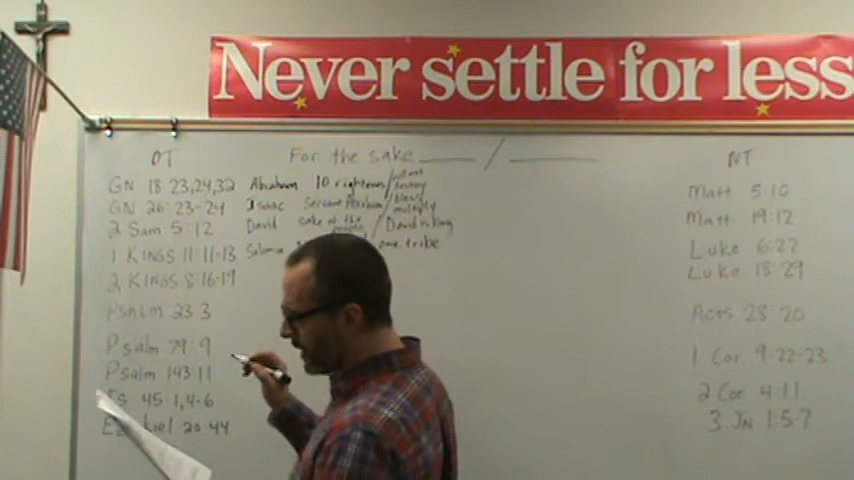 Never settle for less
OT For the sake / NT
GN 18:23,24,32 Abraham 10 righteous / not destroy
GN 26:23-24 Isaac Servant Abraham / bless multiply
2 Sam 5:12 David sake of the people / David is king
1 KINGS 11:11-13 Solomon one tribe
2 KINGS 8:16-19
PSALM 23:3
Psalm 79:9
Psalm 143:11
Is 45:1,4-6
Ezekiel 20:44
Matt 5:10
Matt 19:12
Luke 6:22
Luke 18:29
Acts 28:20
1 Cor 9:22-23
2 Cor 4:11
3 JN 1:5-7